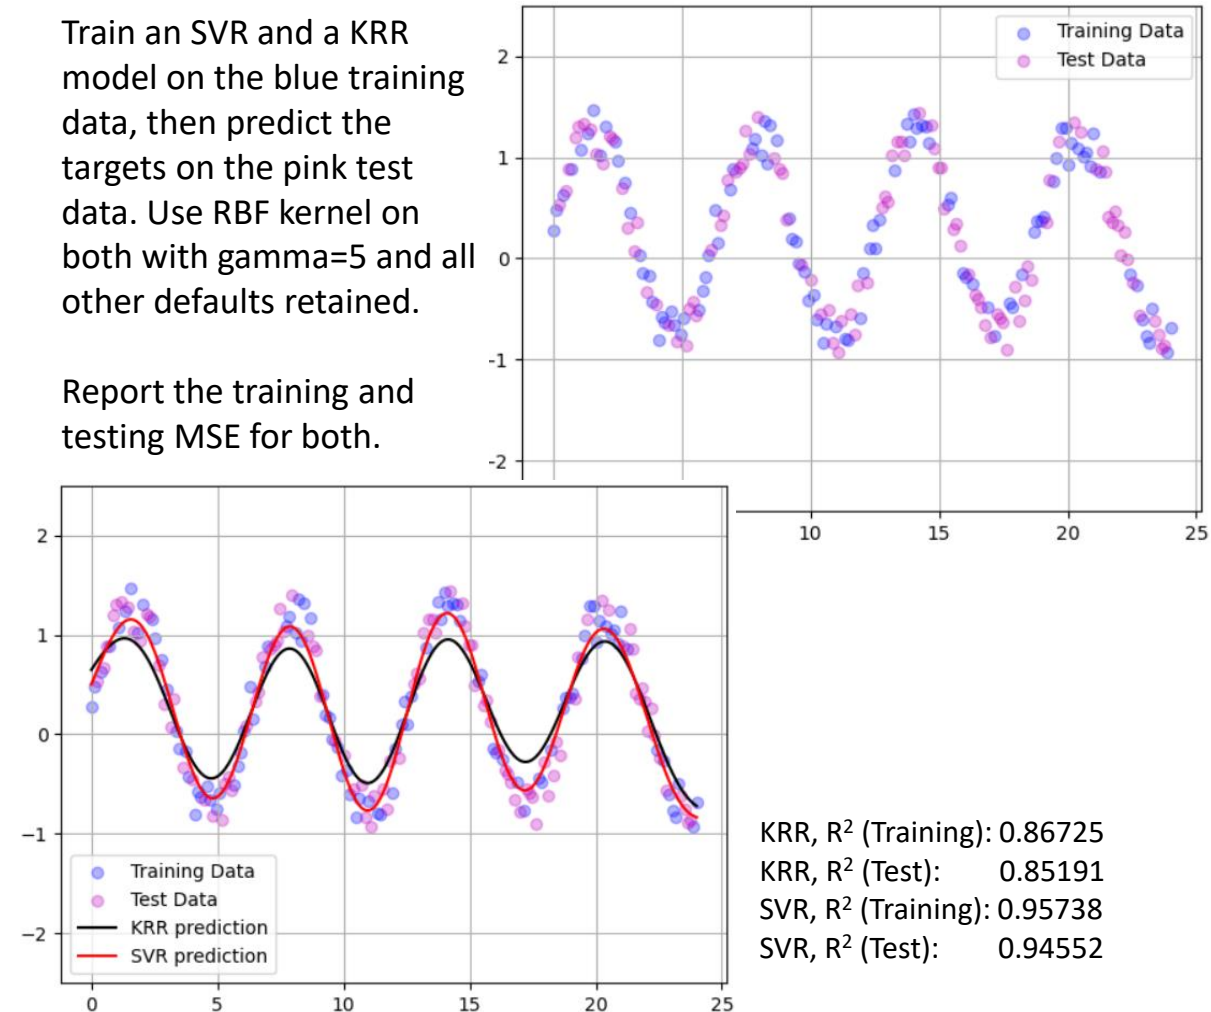 Train an SVR and a KRR
model on the blue training
data, then predict the
targets on the pink test
data. Use RBF kernel on
both with gamma=5 and all
other defaults retained.
Report the training and
testing MSE for both.
Training Data
Test Data
2
1
0
-1
-2
10
15
20
25
2
1
0
−1
−2
Training Data
Test Data
KRR prediction
SVR prediction
0
5
10
15
20
25
KRR, R² (Training): 0.86725
KRR, R² (Test): 0.85191
SVR, R² (Training): 0.95738
SVR, R² (Test): 0.94552